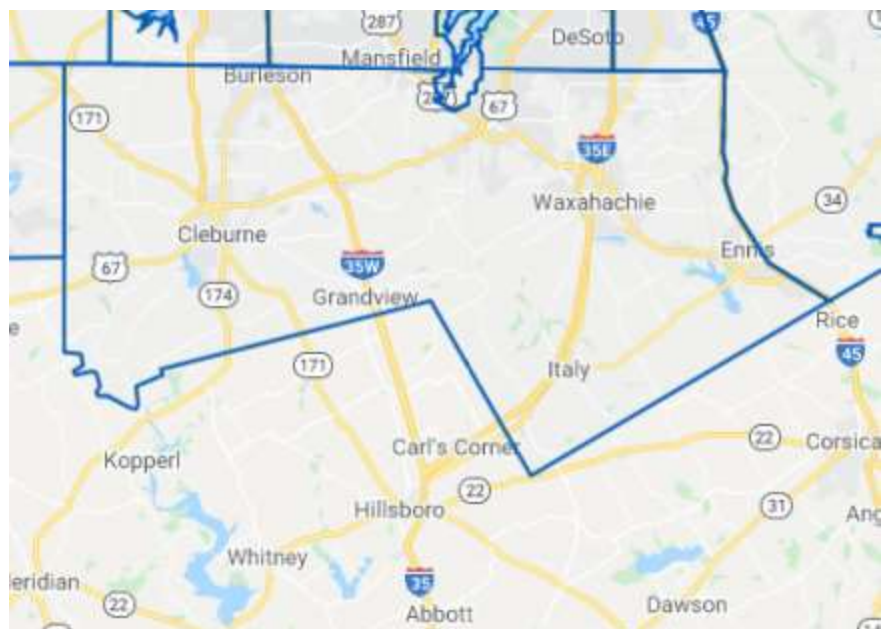 287
45
DeSoto
Mansfield
Burleson
67
171
35E
Waxahachie
34
Cleburne
Ennis
67
35W
174
Grandview
Rice
45
171
Italy
Carl's Corner
22
Corsica
Kopperl
22
31
Hillsboro
Ang
Whitney
35
eridian
22
Abbott
Dawson